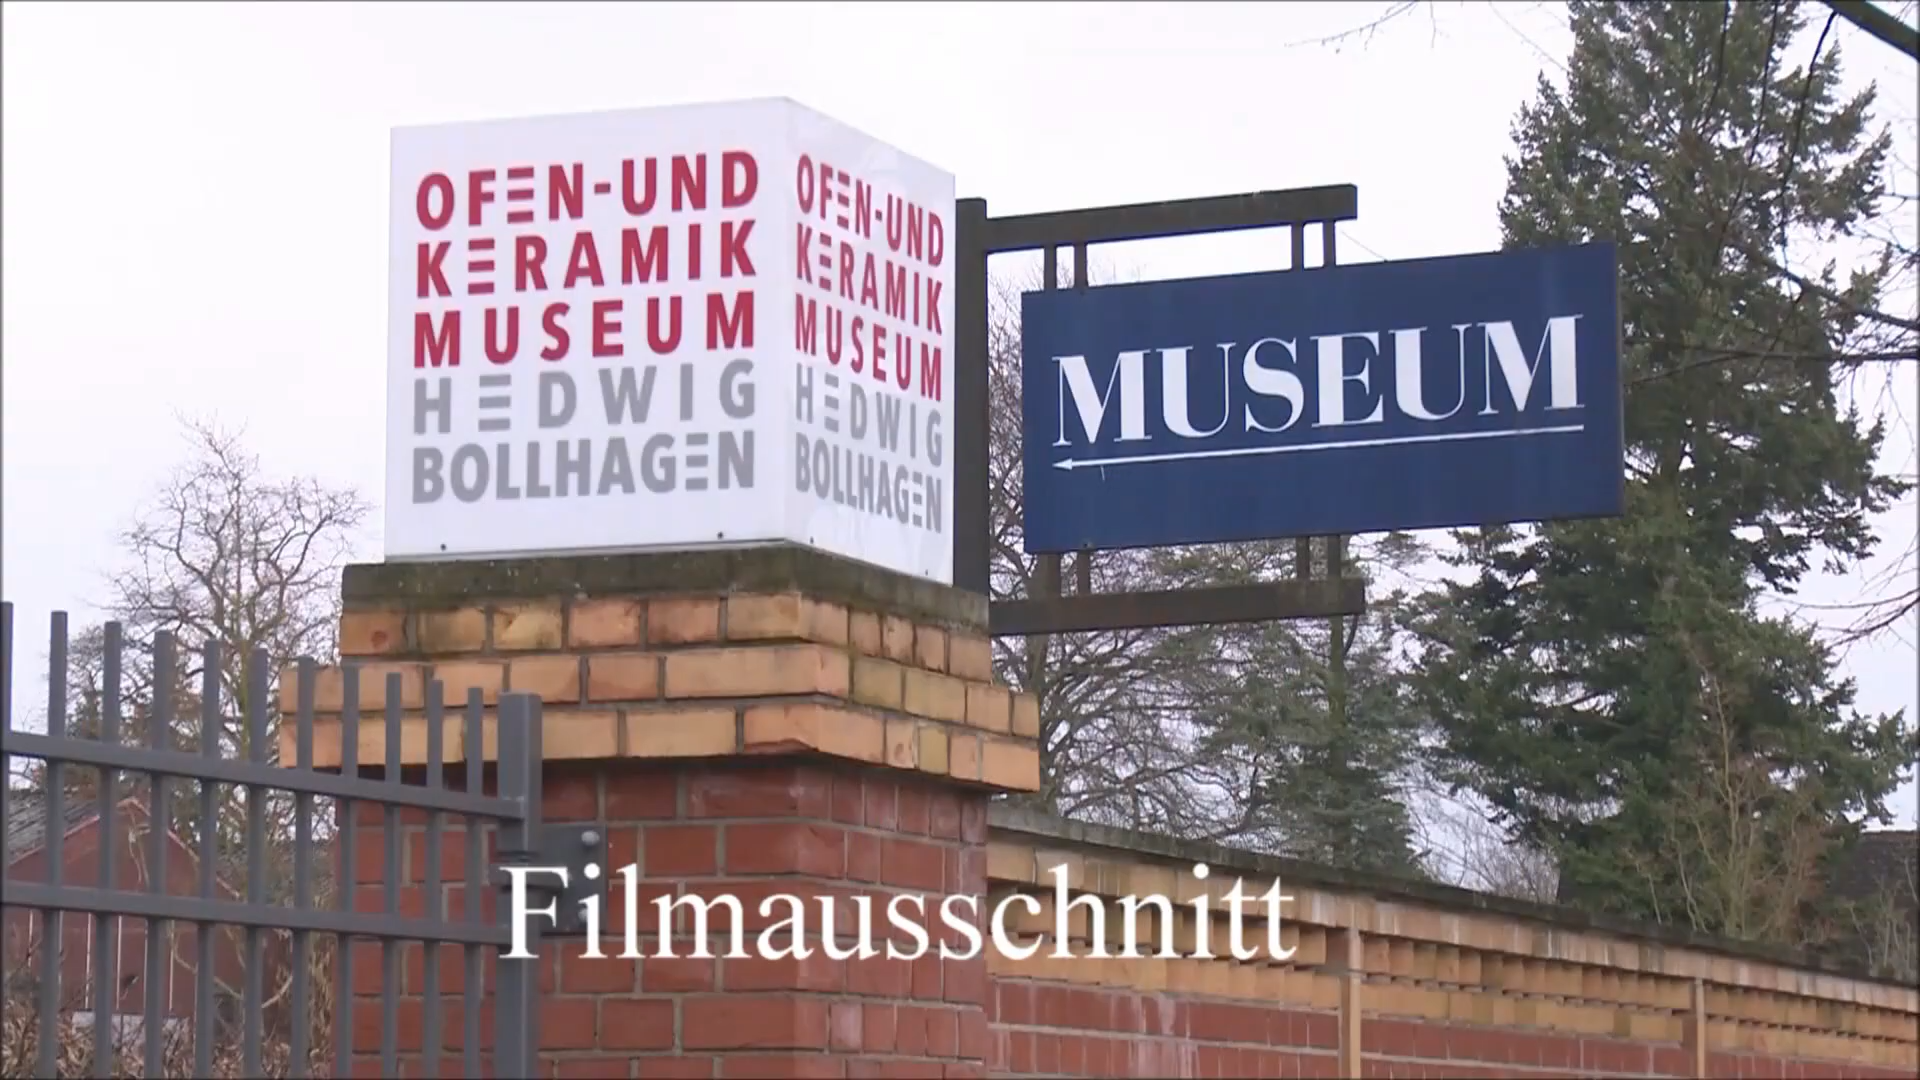 OFEN-UND
KERAMIK
MUSEUM
HEDWIG
BOLLHAGEN
OFEN-UND
KERAMIK
MUSEUM
HEDWIG
BOLLHAGEN
MUSEUM
Filmausschnitt